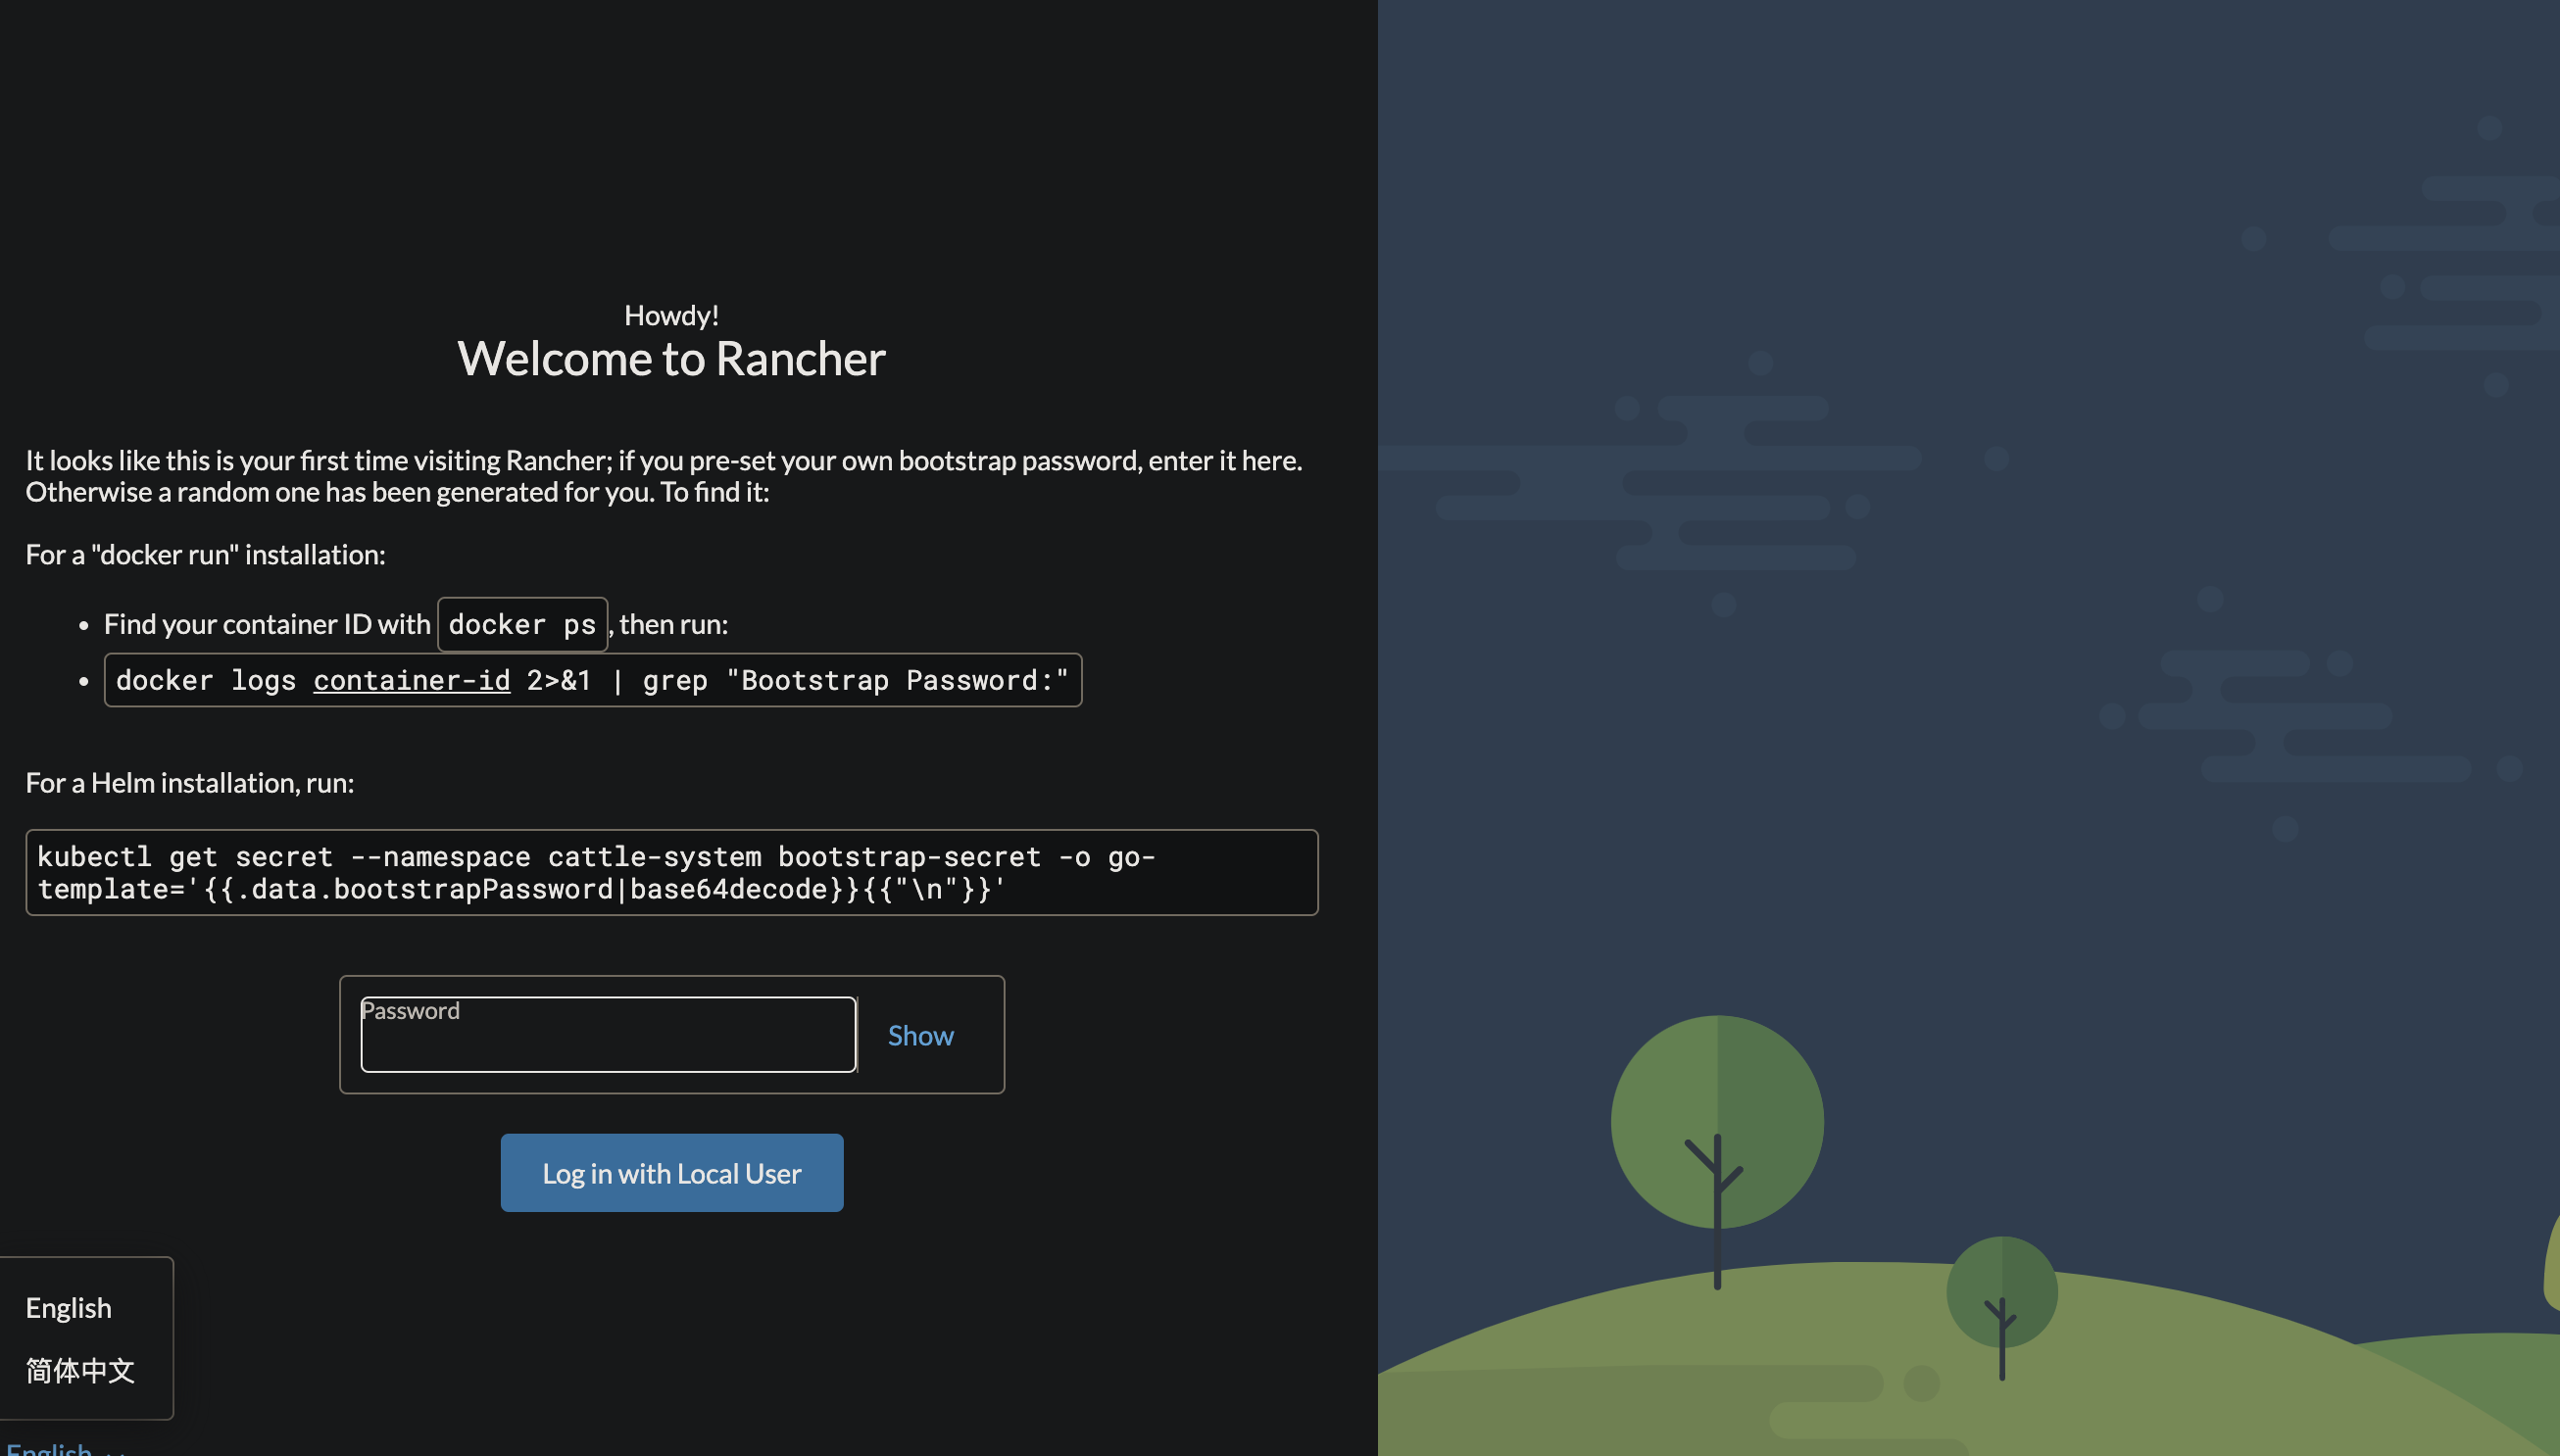 Howdy!
Welcome to Rancher
It looks like this is your first time visiting Rancher; if you pre-set your own bootstrap password, enter it here.
Otherwise a random one has been generated for you. To find it:
For a "docker run" installation:
• Find your container ID with docker ps, then run:
• docker logs container-id 2>&1 | grep "Bootstrap Password:"
For a Helm installation, run:
kubectl get secret --namespace cattle-system bootstrap-secret -o go-
template='{{.data.bootstrapPassword|base64decode}}{{"\n"}}'
Password
Show
Log in with Local User
English
简体中文
English